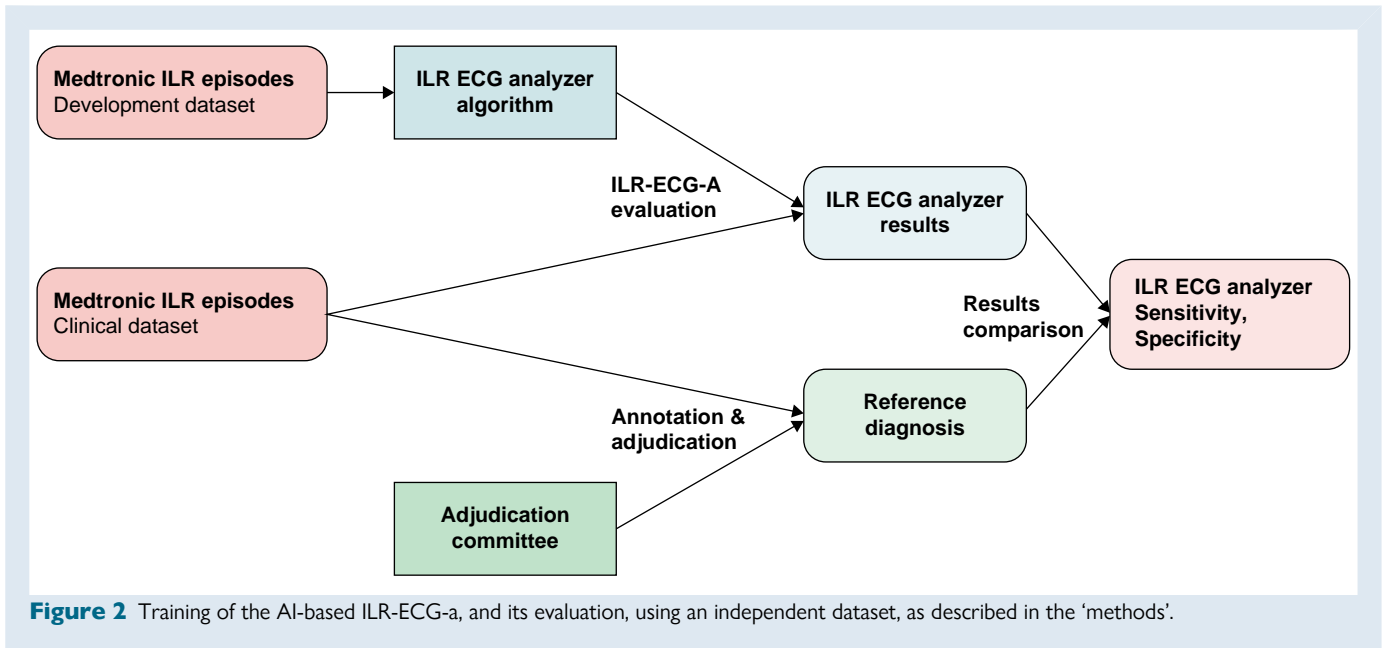 Medtronic ILR episodes
Development dataset
ILR ECG analyzer
algorithm
ILR-ECG-A
evaluation
ILR ECG analyzer
results
Medtronic ILR episodes
Clinical dataset
ILR ECG analyzer
Sensitivity,
Specificity
Results
comparison
Annotation &
adjudication
Reference
diagnosis
Adjudication
committee
Figure 2 Training of the AI-based ILR-ECG-a, and its evaluation, using an independent dataset, as described in the ‘methods’.